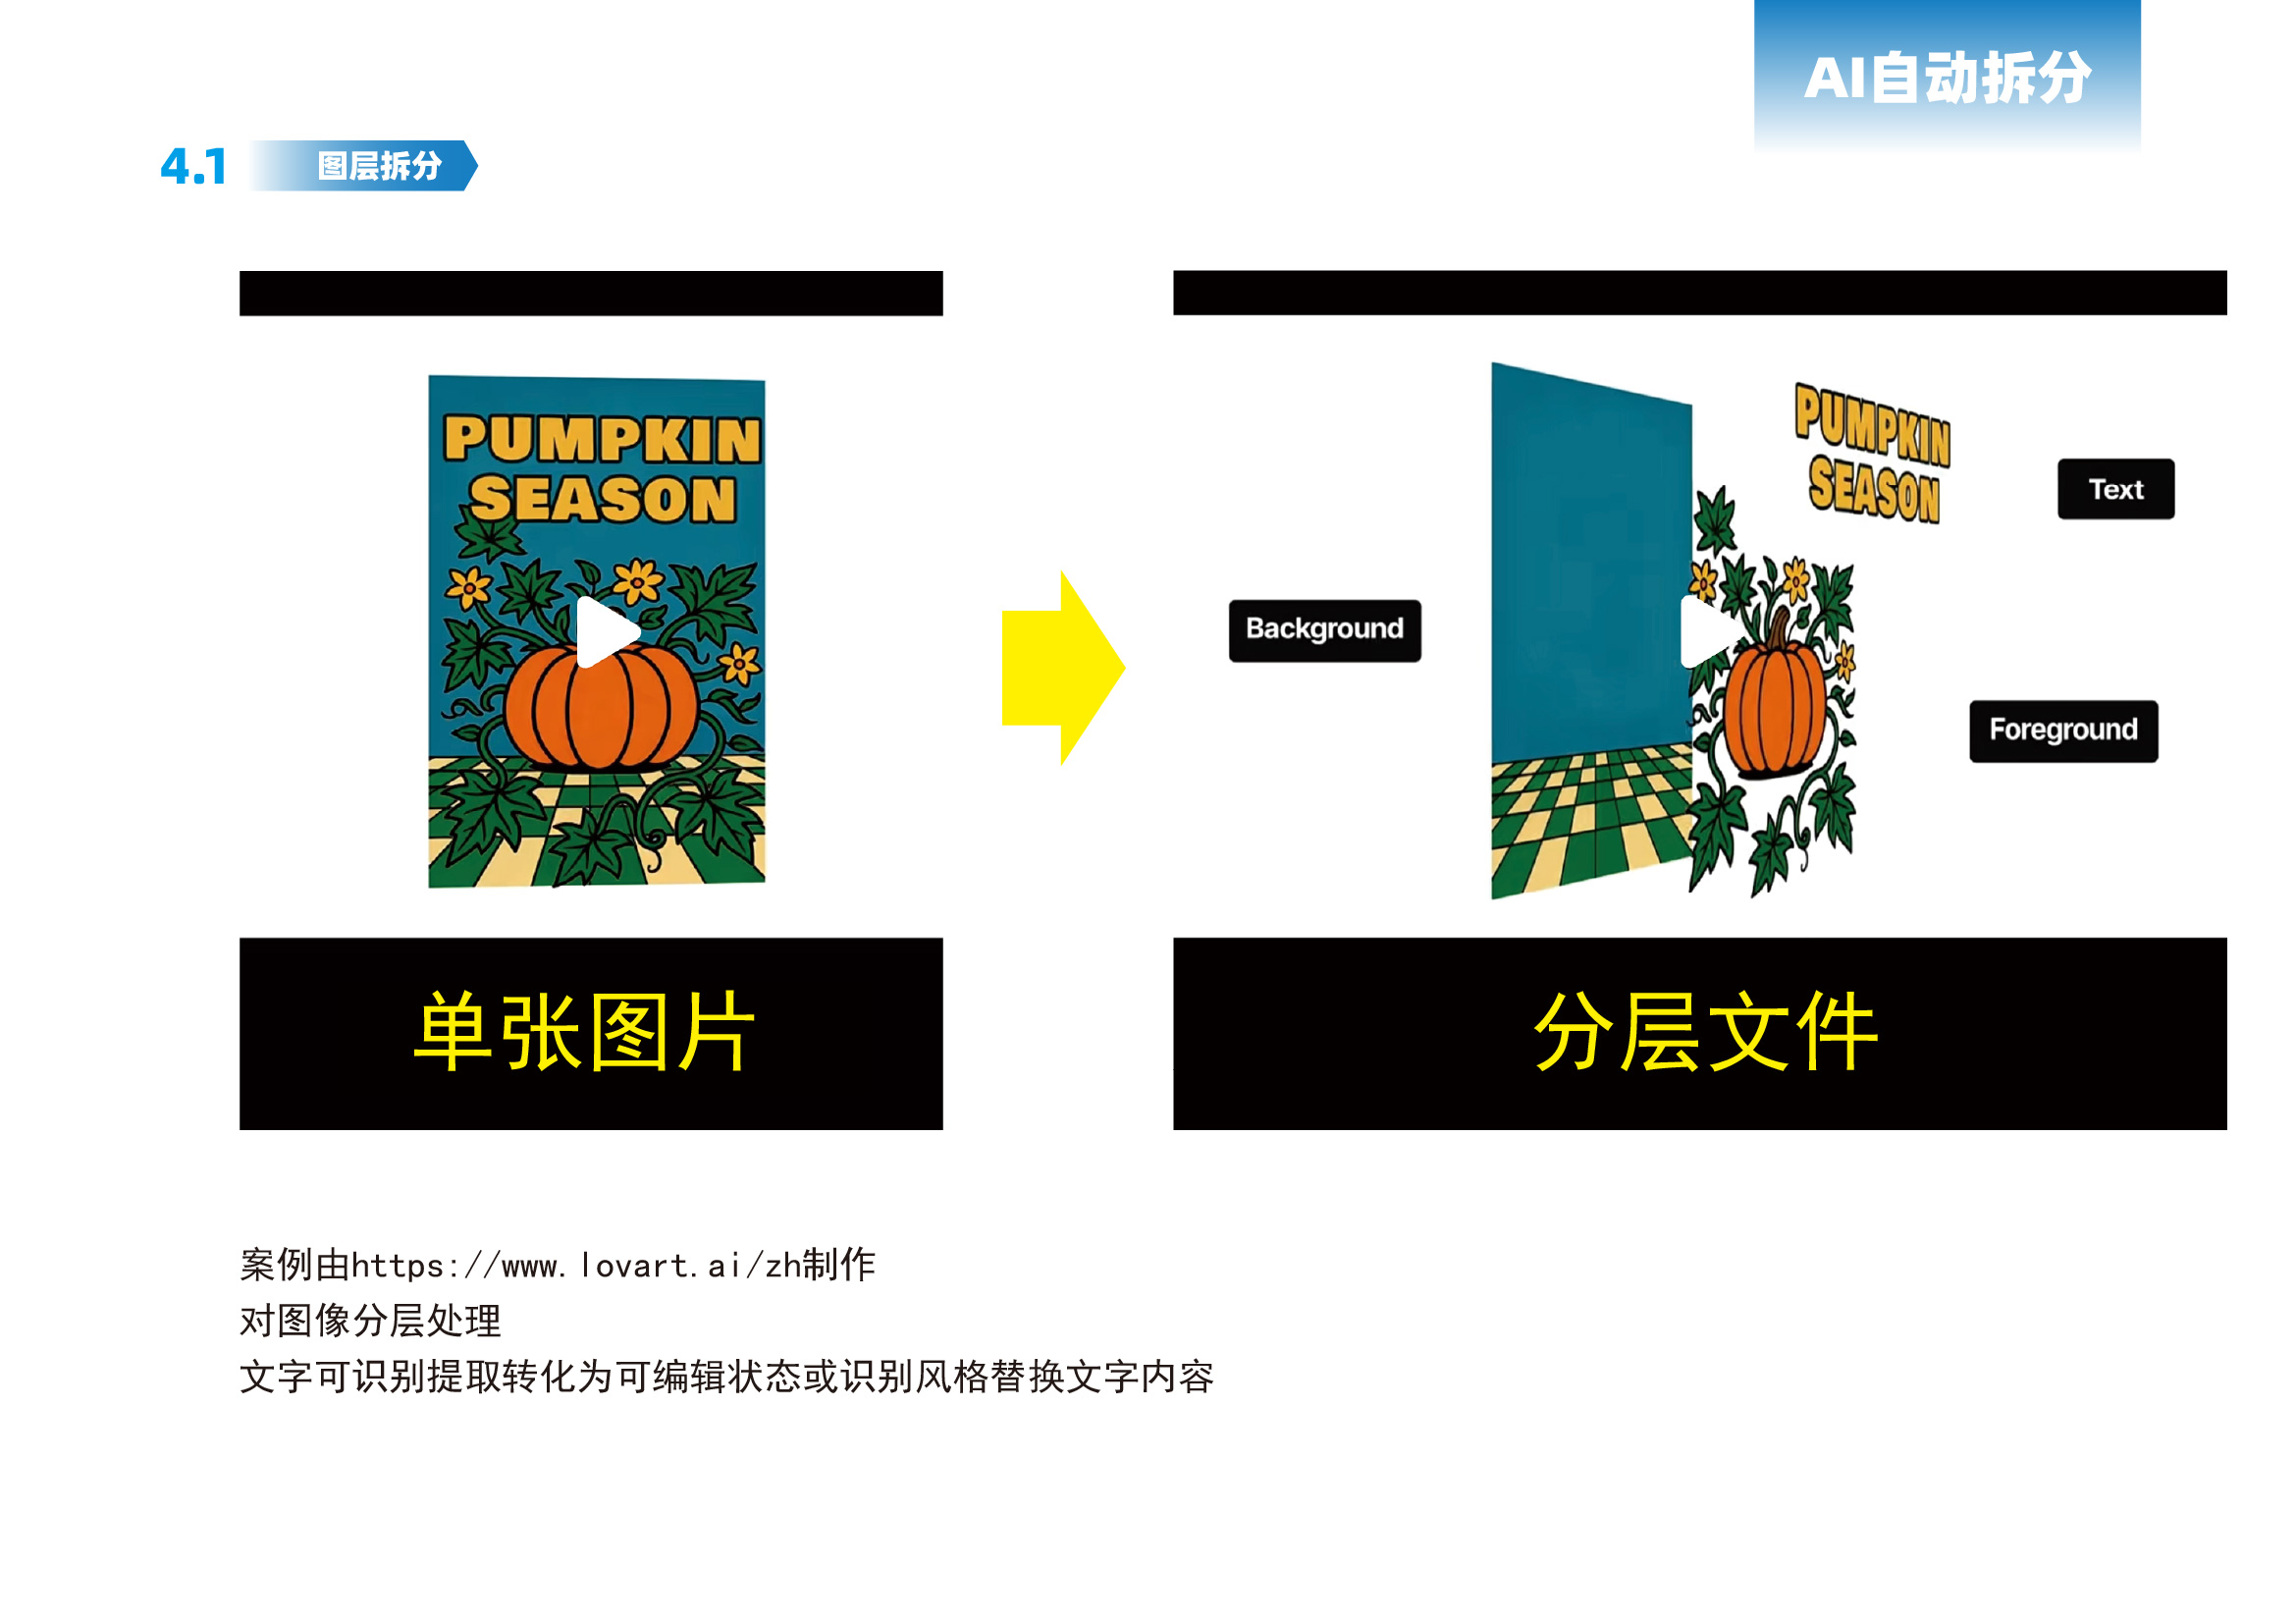 AI自动拆分
4.1 图层拆分
PUMPKIN
SEASON
PUMPKIN
SEASON
Text
Background
Foreground
单张图片
分层文件
案例由https://www.lovart.ai/zh制作
对图像分层处理
文字可识别提取转化为可编辑状态或识别风格替换文字内容